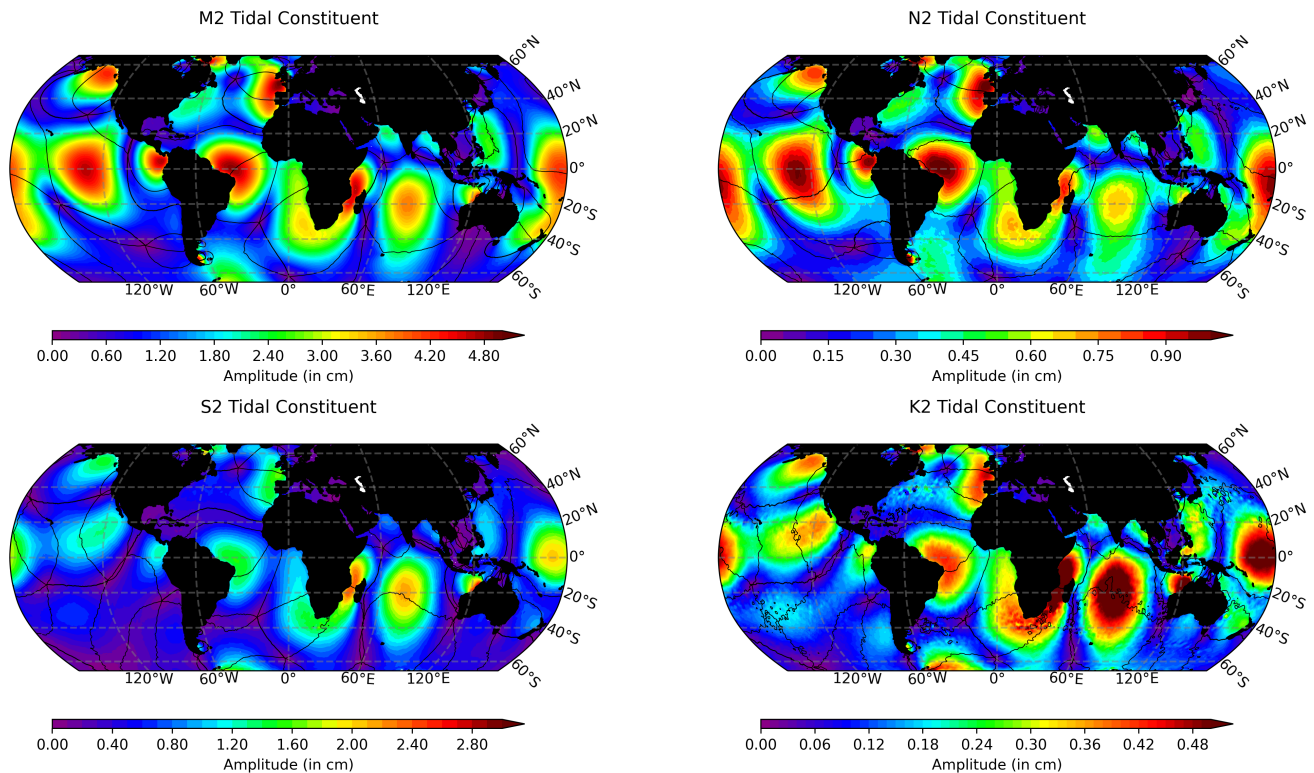 M2 Tidal Constituent
60°N
40°N
20°N
0°
20°S
40°S
60°S
120°W 60°W 0° 60°E 120°E
0.00 0.60 1.20 1.80 2.40 3.00 3.60 4.20 4.80
Amplitude (in cm)
N2 Tidal Constituent
60°N
40°N
20°N
0°
20°S
40°S
60°S
120°W 60°W 0° 60°E 120°E
0.00 0.15 0.30 0.45 0.60 0.75 0.90
Amplitude (in cm)
S2 Tidal Constituent
60°N
40°N
20°N
0°
20°S
40°S
60°S
120°W 60°W 0° 60°E 120°E
0.00 0.40 0.80 1.20 1.60 2.00 2.40 2.80
Amplitude (in cm)
K2 Tidal Constituent
60°N
40°N
20°N
0°
20°S
40°S
60°S
120°W 60°W 0° 60°E 120°E
0.00 0.06 0.12 0.18 0.24 0.30 0.36 0.42 0.48
Amplitude (in cm)